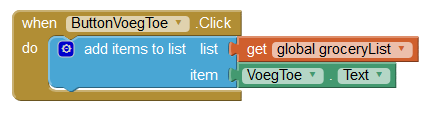 when ButtonVoegToe .Click
do add items to list list get global groceryList
item VoegToe . Text